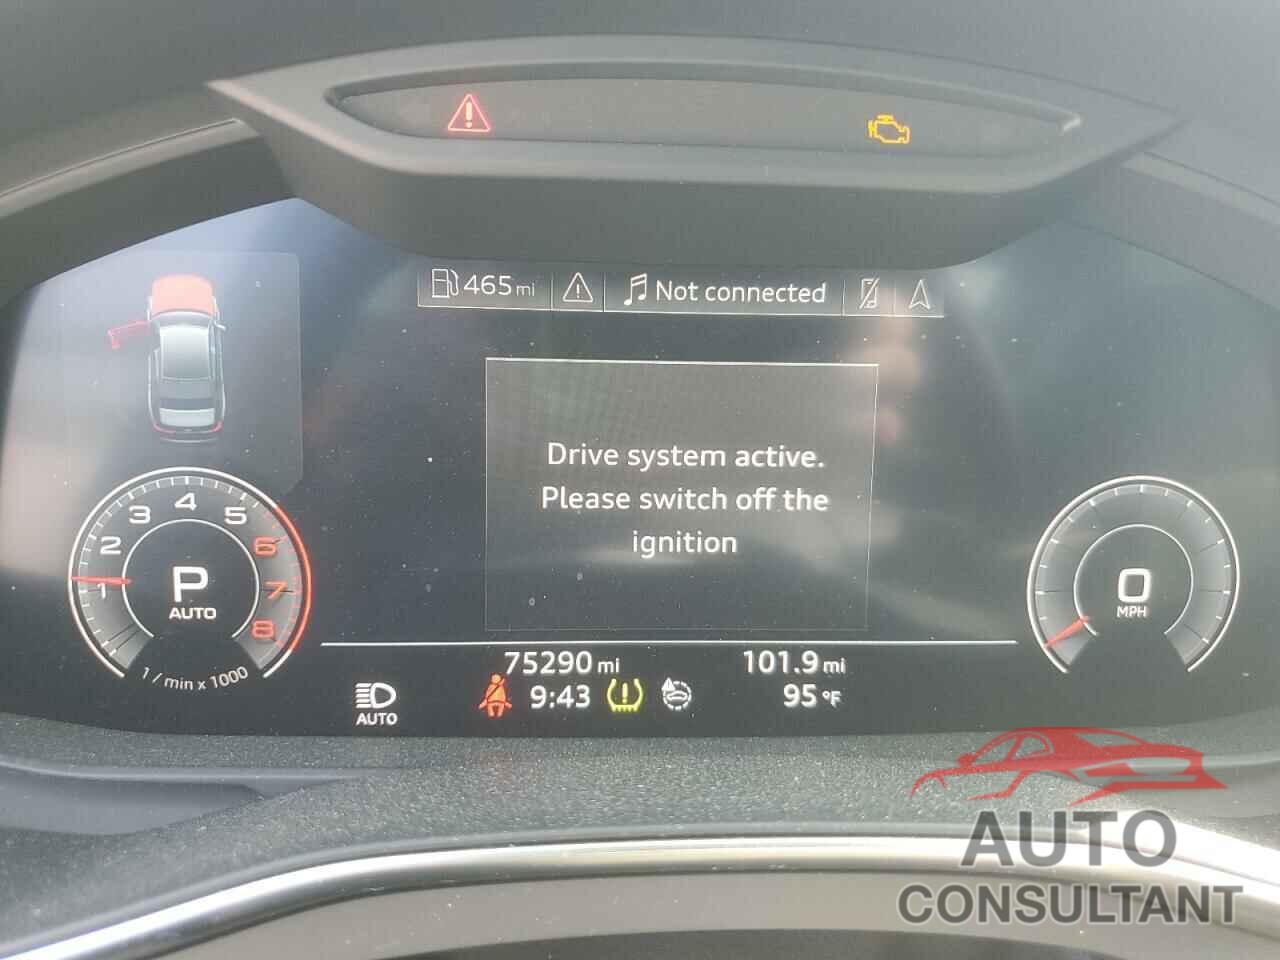 465 mi
Not connected
Drive system active.
Please switch off the
ignition
1 2 3 4 5 6 7 8
P
AUTO
1 / min x 1000
0
MPH
75290 mi
101.9 mi
AUTO
9:43
95 °F
AUTO
CONSULTANT